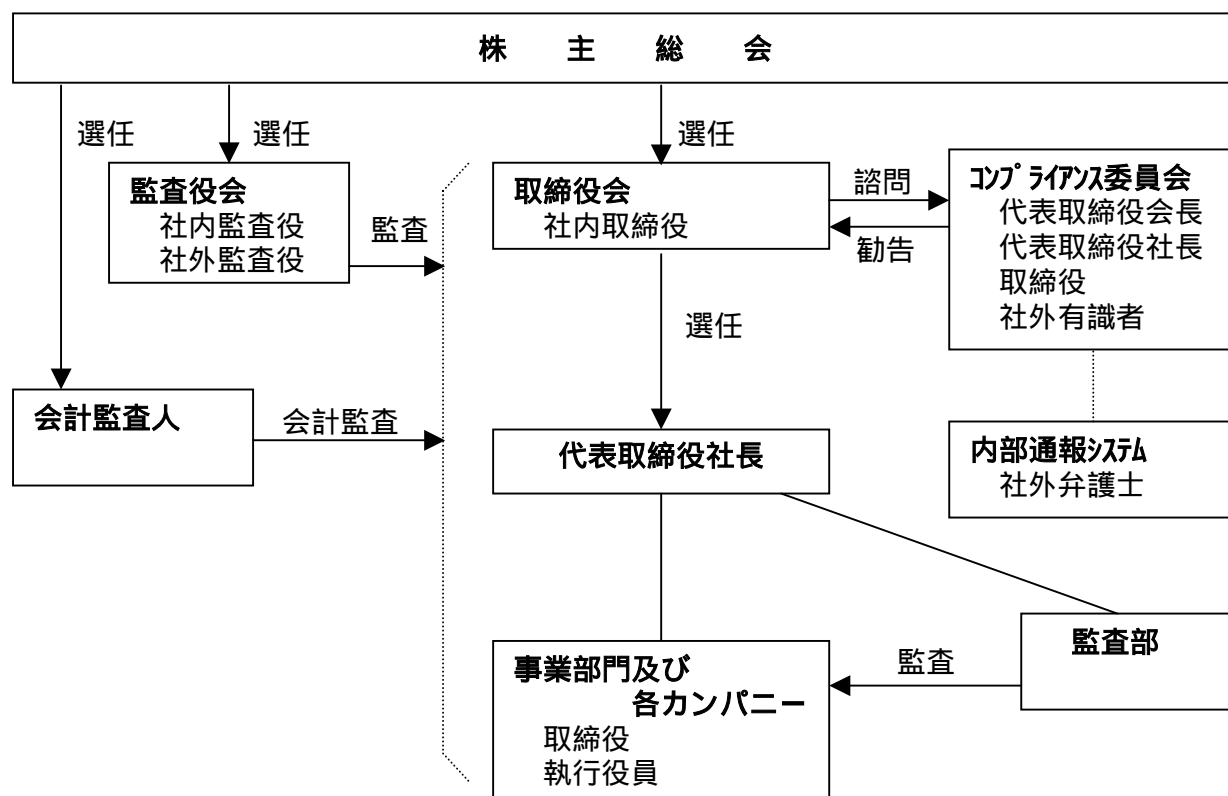 株主総会
選任
選任
選任
監査役会
社内監査役
社外監査役
監査
取締役会
社内取締役
諮問
勧告
コンプライアンス委員会
代表取締役会長
代表取締役社長
取締役
社外有識者
選任
会計監査人
会計監査
代表取締役社長
内部通報システム
社外弁護士
監査部
監査
事業部門及び
各カンパニー
取締役
執行役員